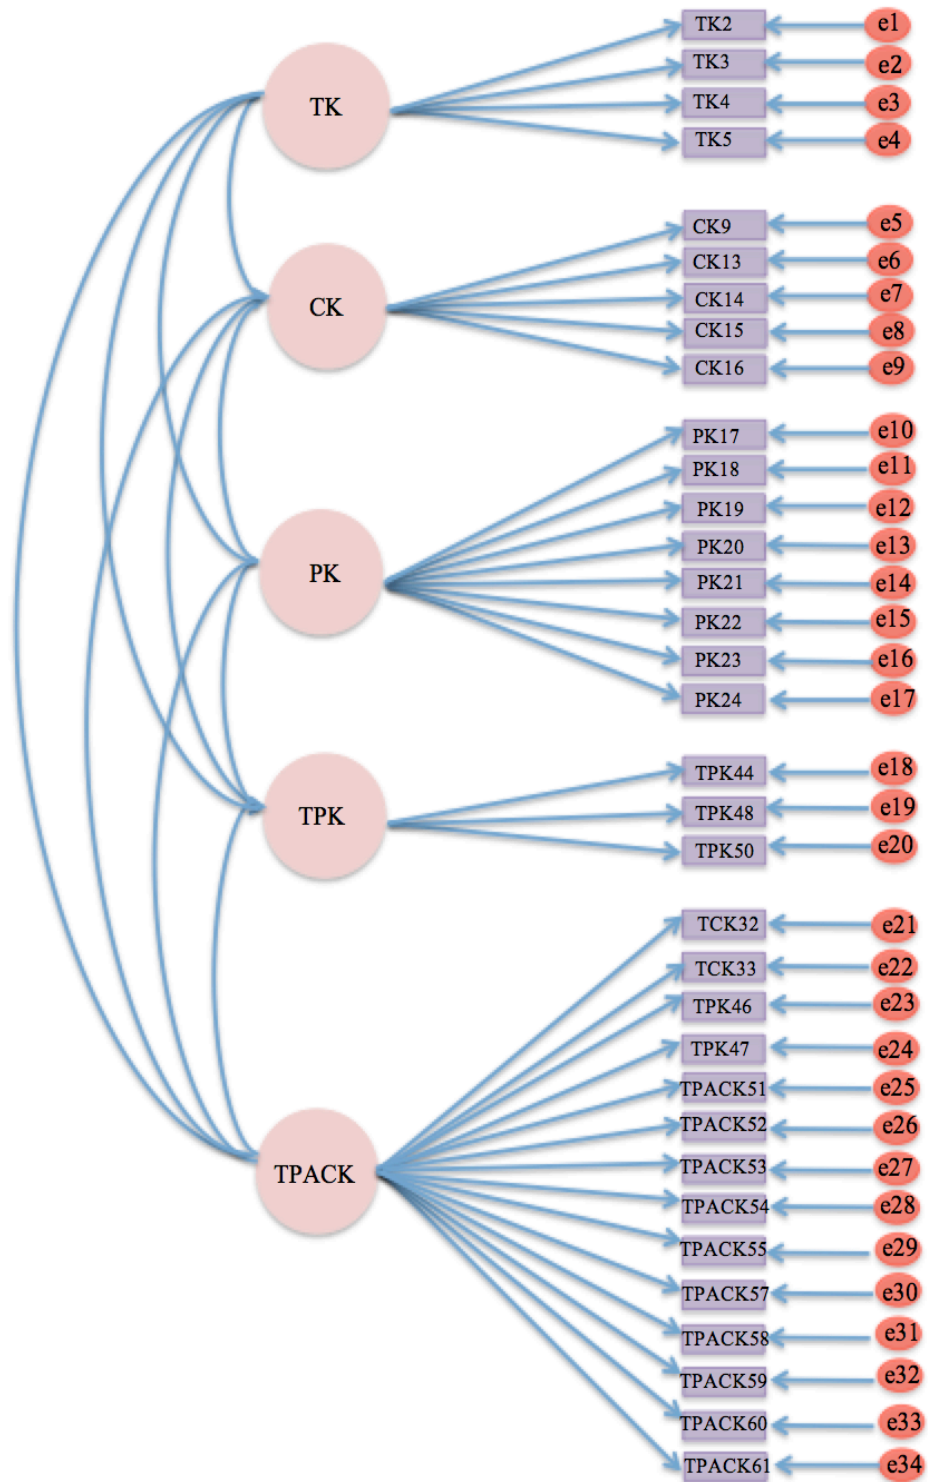 TK2 e1
TK3 e2
TK
TK4 e3
TK5 e4
CK9 e5
CK13 e6
CK14 e7
CK
CK15 e8
CK16 e9
PK17 e10
PK18 e11
PK19 e12
PK20 e13
PK
PK21 e14
PK22 e15
PK23 e16
PK24 e17
TPK44 e18
TPK48 e19
TPK
TPK50 e20
TCK32 e21
TCK33 e22
TPK46 e23
TPK47 e24
TPACK51 e25
TPACK52 e26
TPACK53 e27
TPACK
TPACK54 e28
TPACK55 e29
TPACK57 e30
TPACK58 e31
TPACK59 e32
TPACK60 e33
TPACK61 e34